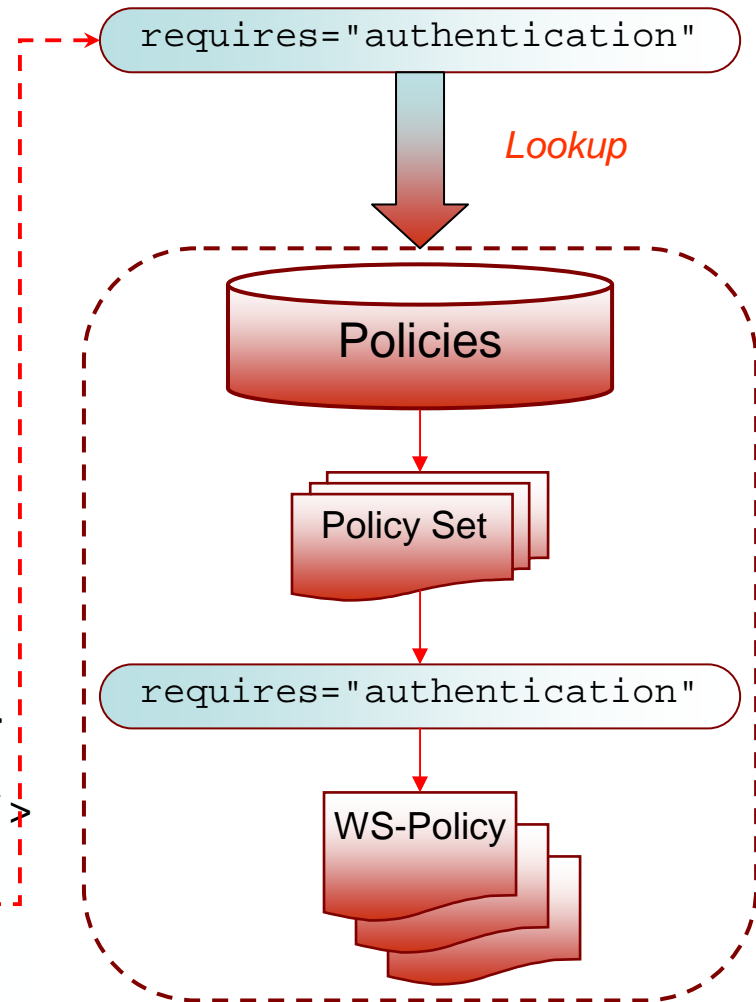 requires="authentication"
Lookup
Policies
Policy Set
requires="authentication"
WS-Policy